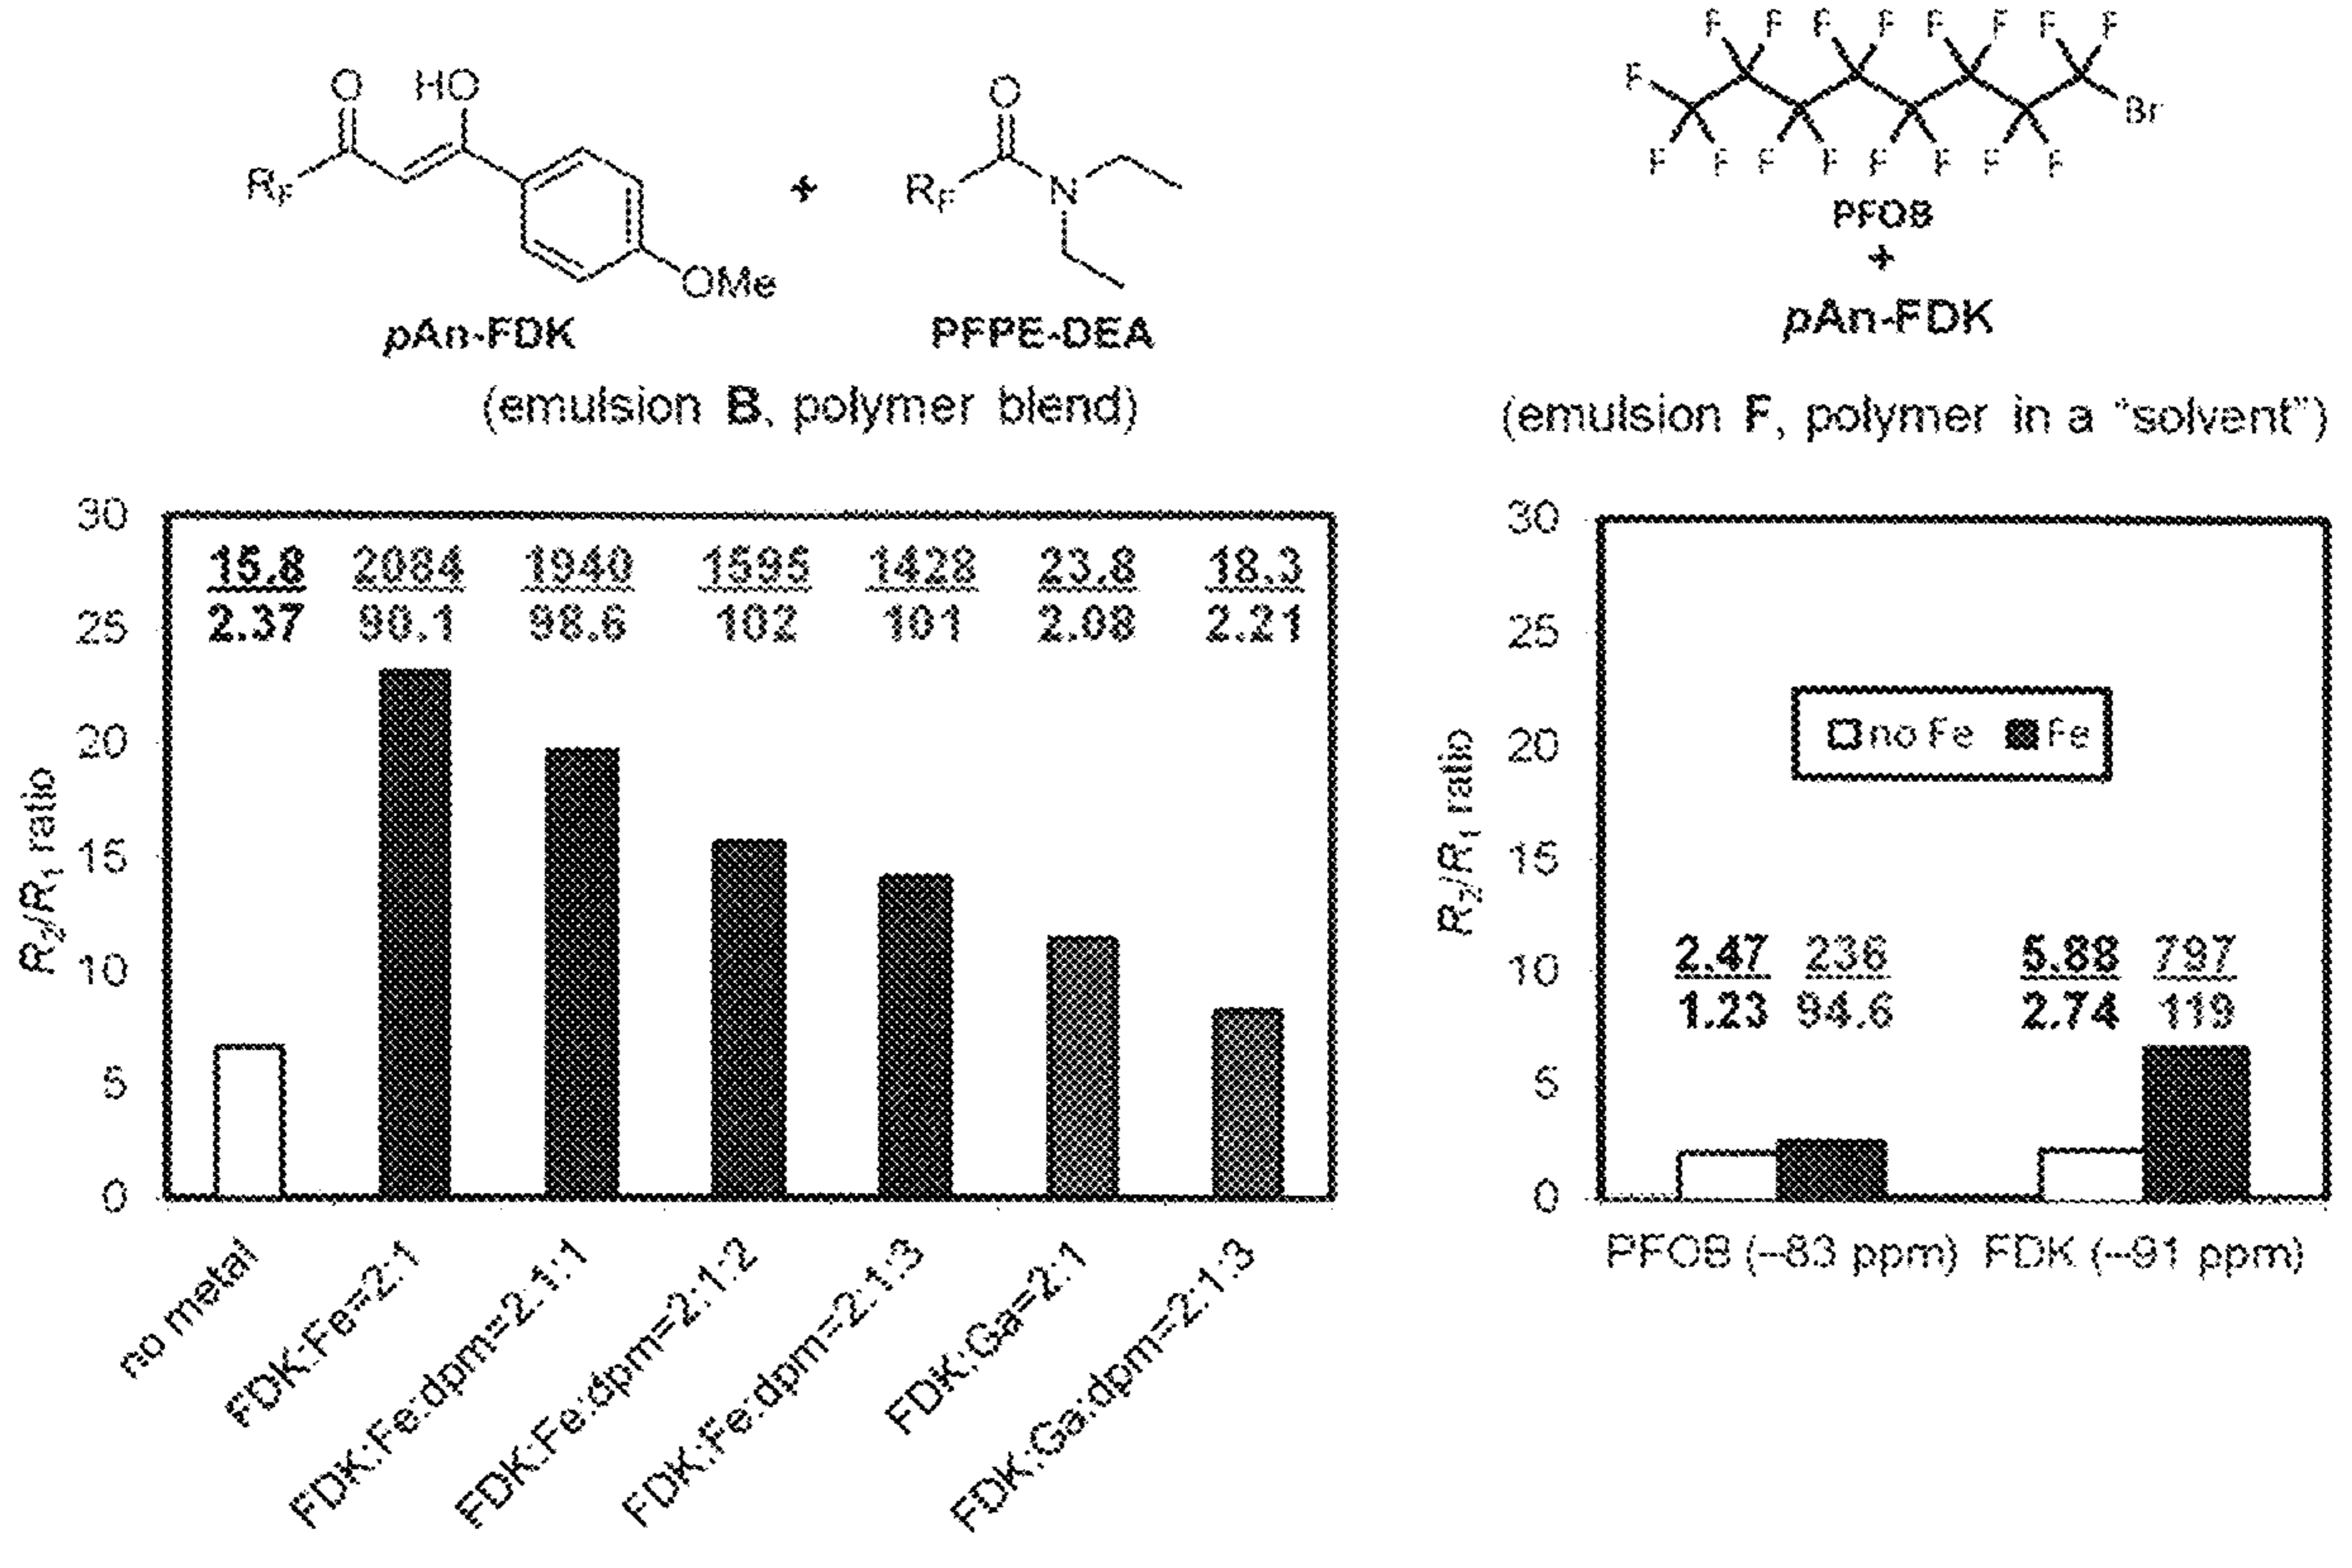 O HO
R_F
OMe
pAn-FDK
+
O
R_F N
PFPE-DEA
(emulsion B, polymer blend)
F F F F F F F F
F
Br
F F F F F F F F
PFOB
+
pAn-FDK
(emulsion F, polymer in a "solvent")
R2/R1 ratio
30
25
20
15
10
5
0
15.8 2084 1940 1595 1428 23.8 18.3
2.37 90.1 98.6 102 101 2.08 2.21
no metal
FDK:Fe=2:1
FDK:Fe:dpm=2:1:1
FDK:Fe:dpm=2:1:2
FDK:Fe:dpm=2:1:3
FDK:Ga=2:1
FDK:Ga:dpm=2:1:3
R2/R1 ratio
30
25
20
15
10
5
0
no Fe Fe
2.47 236 5.88 797
1.23 94.6 2.74 119
PFOB (–83 ppm) FDK (–91 ppm)